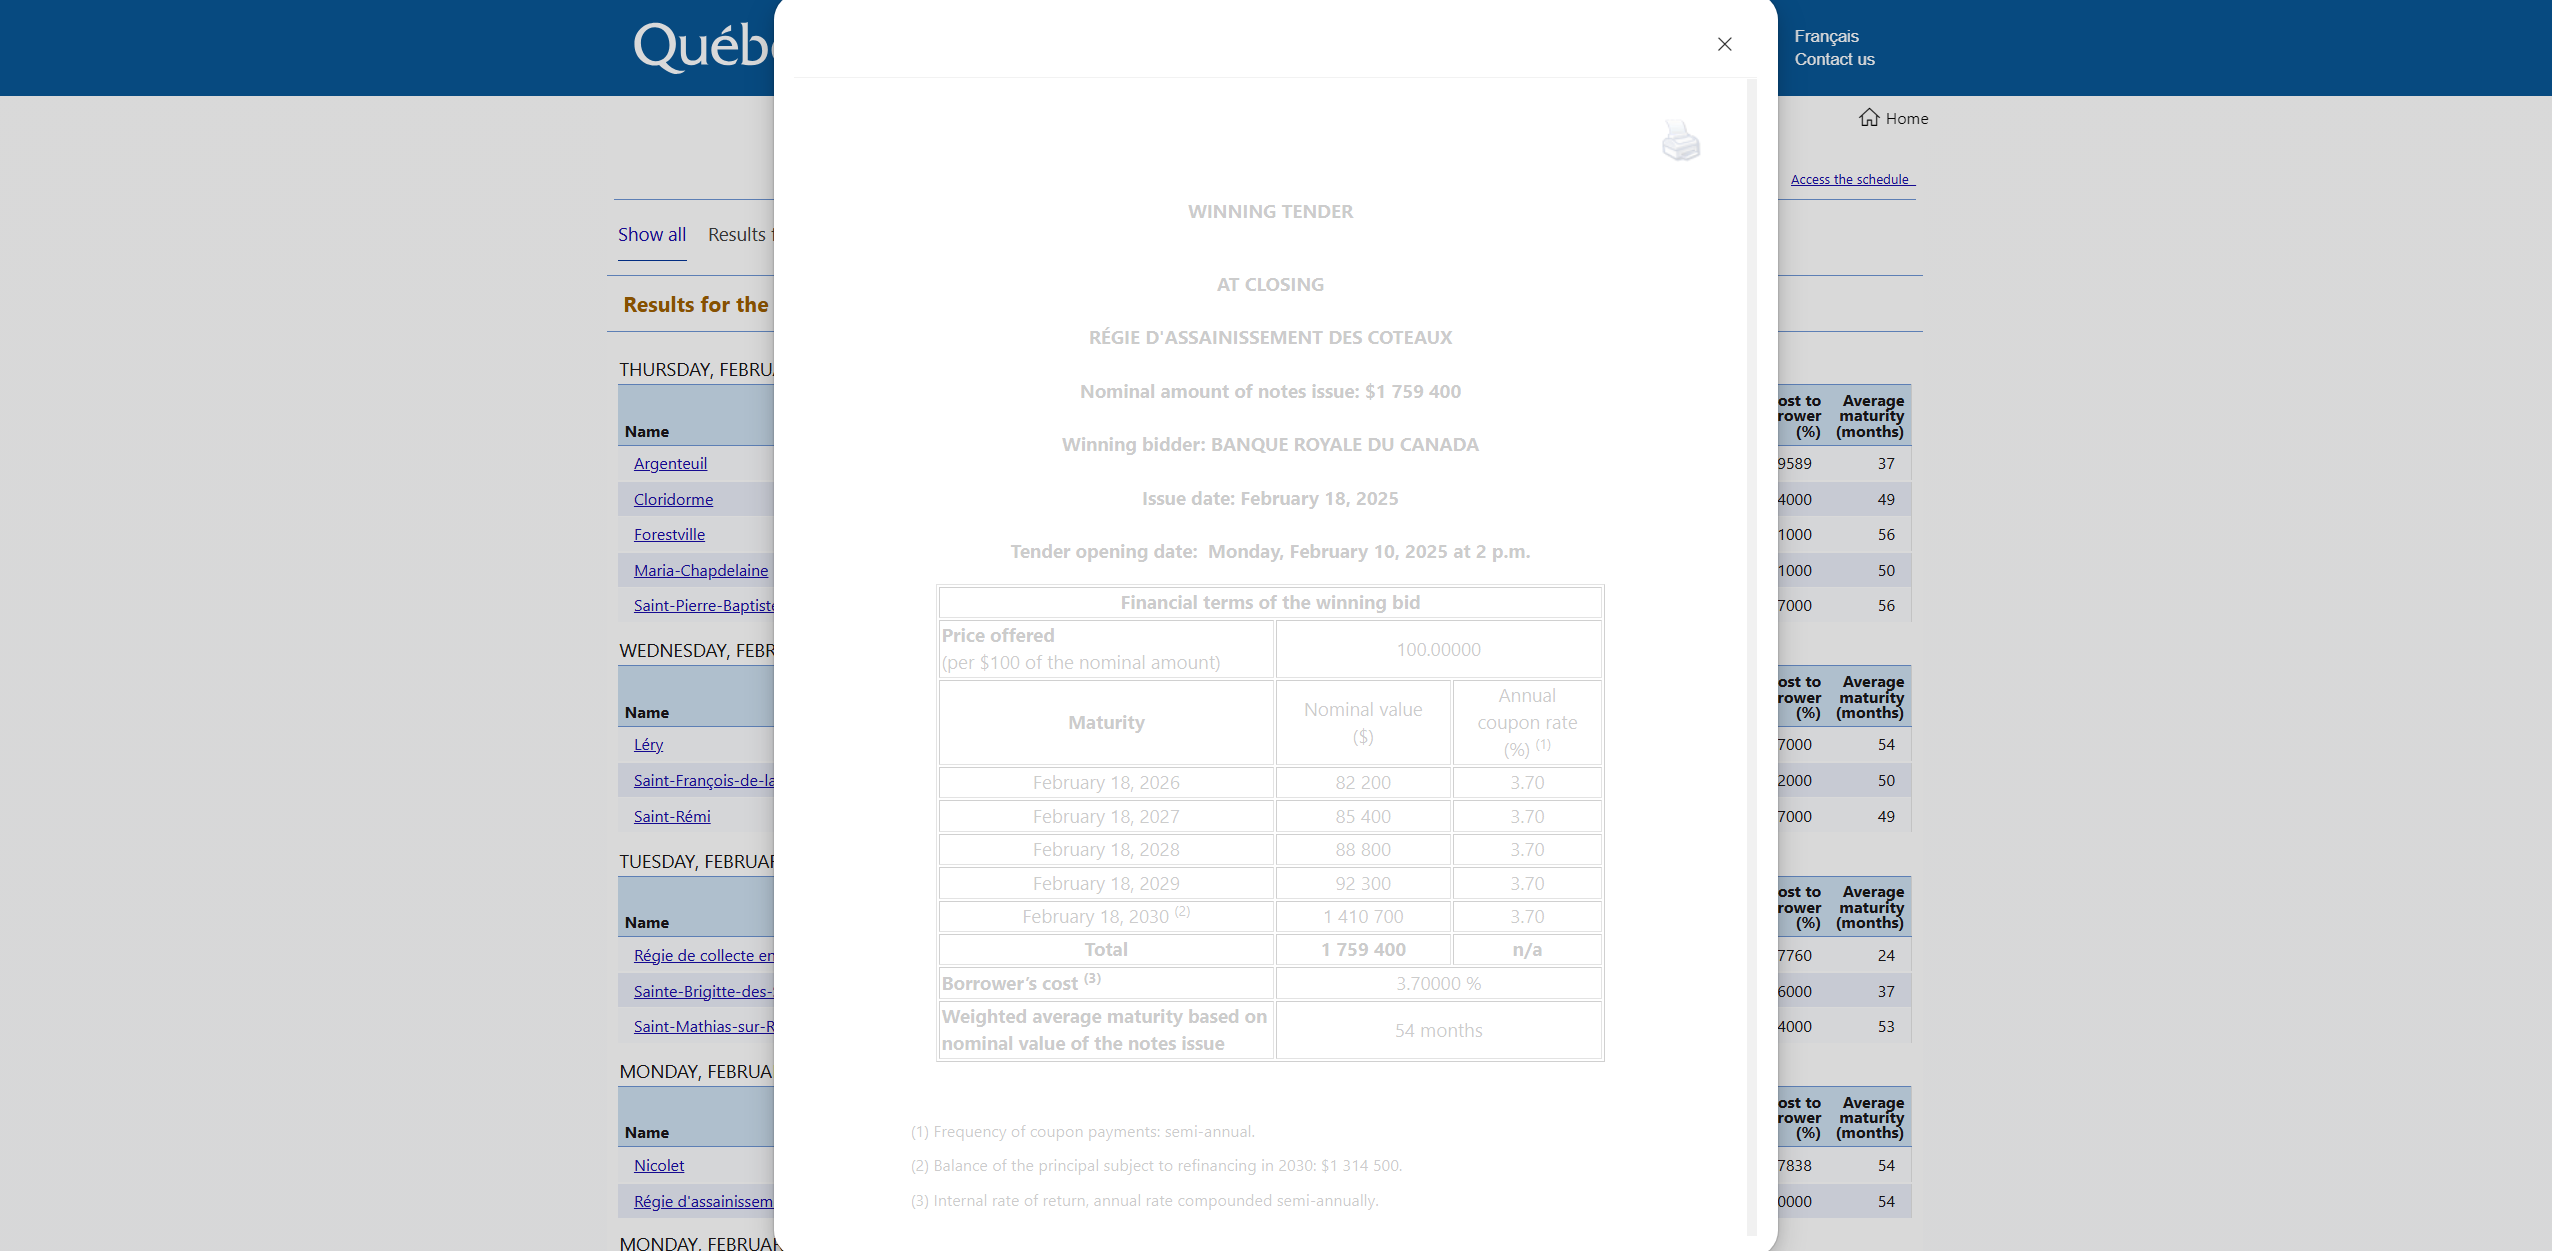 Québ
Français
Contact us
Home
Access the schedule
Show all Results
Results for the
THURSDAY, FEBRU
Name
ost to rower (%) Average maturity (months)
Argenteuil 9589 37
Cloridorme 4000 49
Forestville 1000 56
Maria-Chapdelaine 1000 50
Saint-Pierre-Baptiste 7000 56
WEDNESDAY, FEBR
Name
ost to rower (%) Average maturity (months)
Léry 7000 54
Saint-François-de-la 2000 50
Saint-Rémi 7000 49
TUESDAY, FEBRUA
Name
ost to rower (%) Average maturity (months)
Régie de collecte en 7760 24
Sainte-Brigitte-des- 6000 37
Saint-Mathias-sur-R 4000 53
MONDAY, FEBRUA
Name
ost to rower (%) Average maturity (months)
Nicolet 7838 54
Régie d'assainissem 0000 54
MONDAY, FEBRUA
WINNING TENDER
AT CLOSING
RÉGIE D'ASSAINISSEMENT DES COTEAUX
Nominal amount of notes issue: $1 759 400
Winning bidder: BANQUE ROYALE DU CANADA
Issue date: February 18, 2025
Tender opening date: Monday, February 10, 2025 at 2 p.m.
Financial terms of the winning bid
Price offered
(per $100 of the nominal amount) 100.00000
Maturity Nominal value ($) Annual coupon rate (%) (1)
February 18, 2026 82 200 3.70
February 18, 2027 85 400 3.70
February 18, 2028 88 800 3.70
February 18, 2029 92 300 3.70
February 18, 2030 (2) 1 410 700 3.70
Total 1 759 400 n/a
Borrower’s cost (3) 3.70000 %
Weighted average maturity based on
nominal value of the notes issue 54 months
(1) Frequency of coupon payments: semi-annual.
(2) Balance of the principal subject to refinancing in 2030: $1 314 500.
(3) Internal rate of return, annual rate compounded semi-annually.